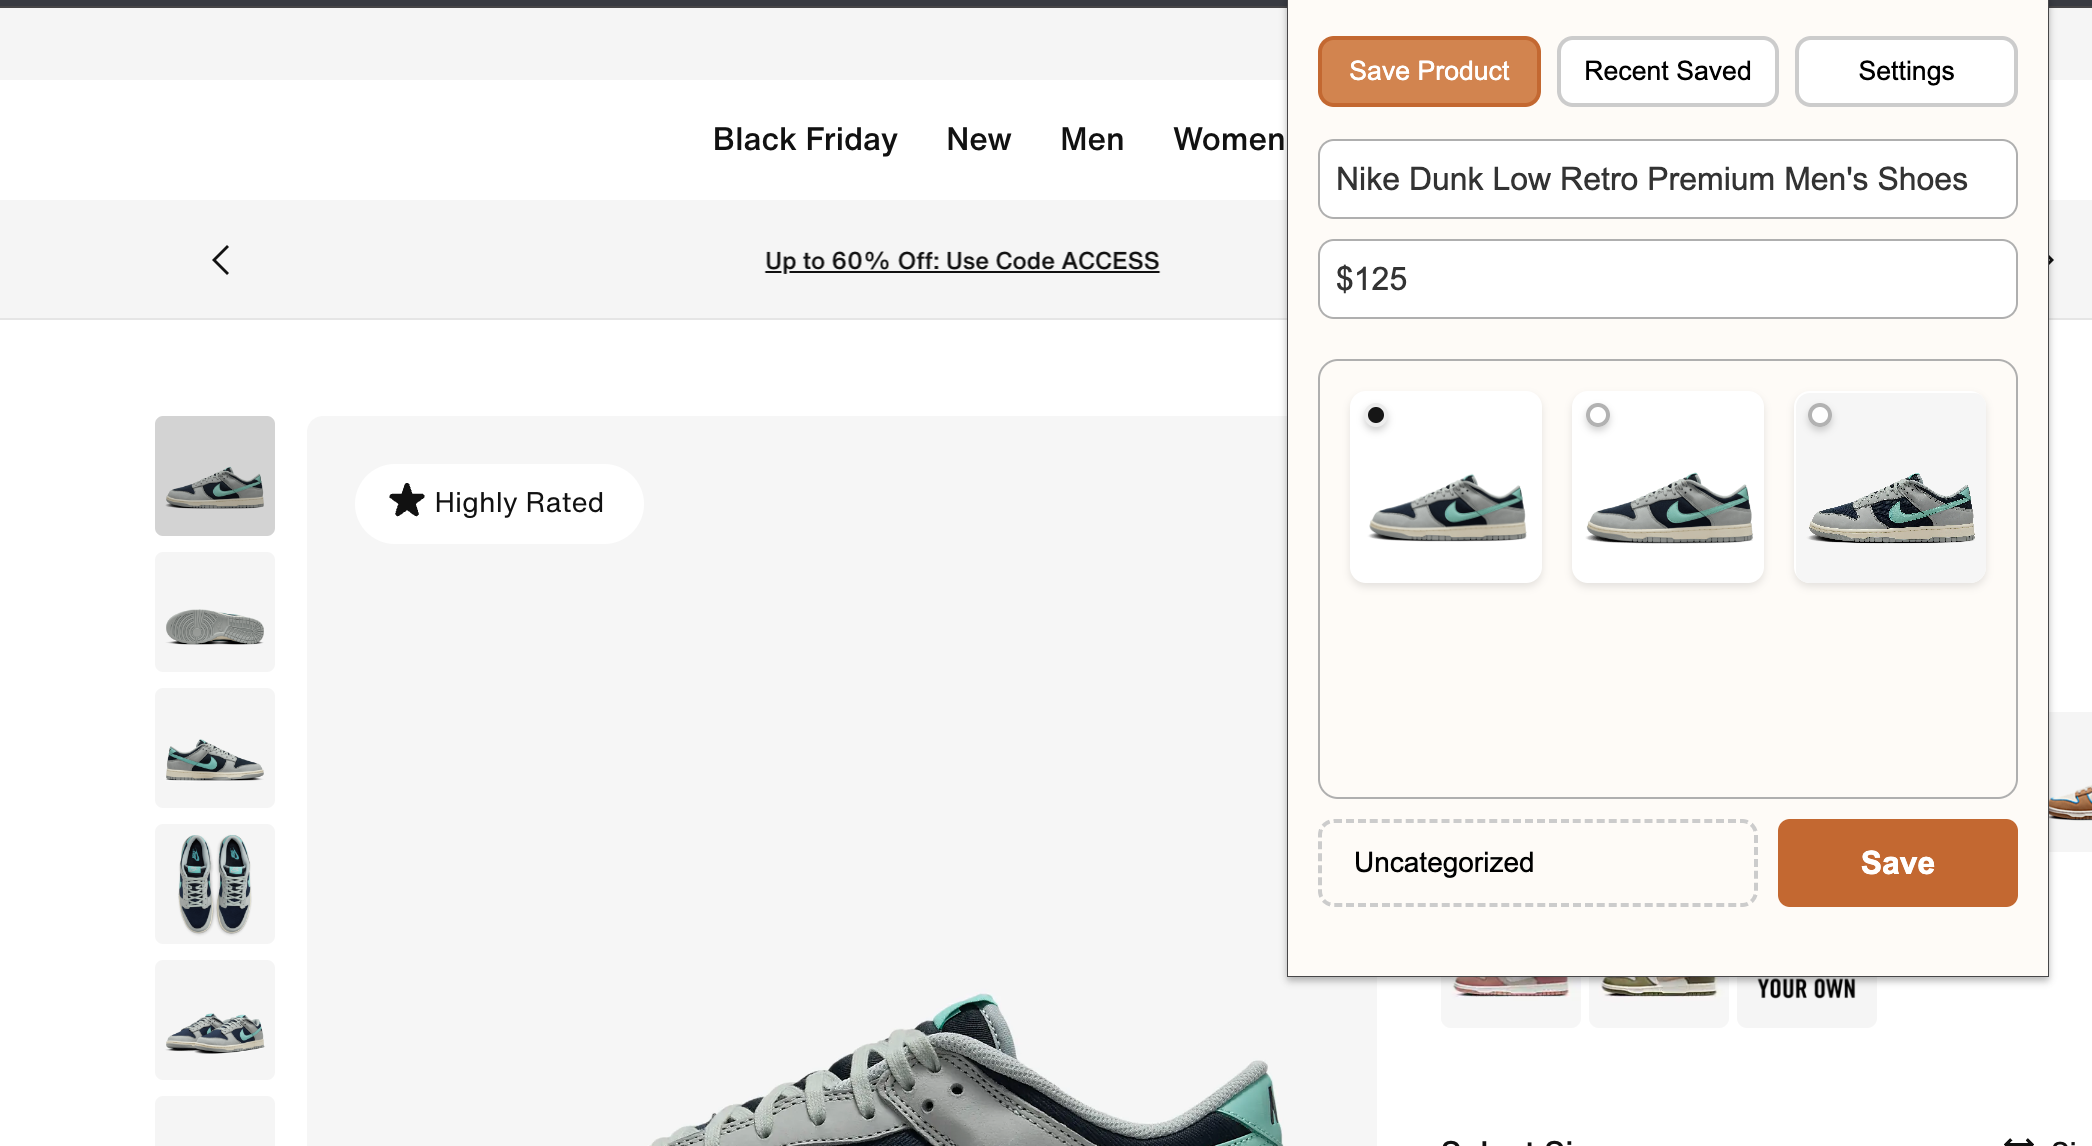 Save Product
Recent Saved
Settings
Black Friday
New
Men
Women
Nike Dunk Low Retro Premium Men's Shoes
Up to 60% Off: Use Code ACCESS
$125
Highly Rated
Uncategorized
Save
YOUR OWN